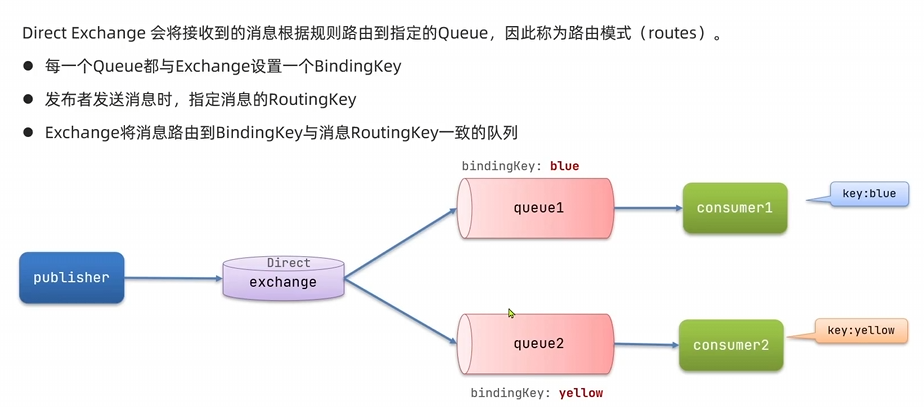 Direct Exchange 会将接收到的消息根据规则路由到指定的Queue，因此称为路由模式（routes）。
● 每一个Queue都与Exchange设置一个BindingKey
● 发布者发送消息时，指定消息的RoutingKey
● Exchange将消息路由到BindingKey与消息RoutingKey一致的队列
bindingKey: blue
queue1
consumer1
key:blue
publisher
Direct
exchange
queue2
consumer2
key:yellow
bindingKey: yellow